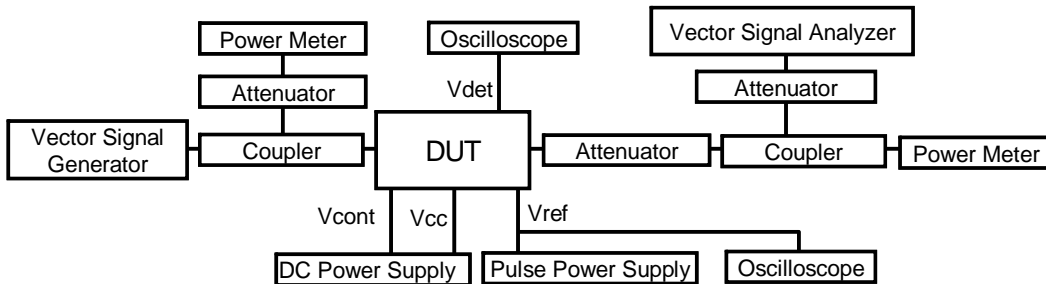 Power Meter
Oscilloscope
Vector Signal Analyzer
Attenuator
Vdet
Attenuator
Vector Signal
Generator
Coupler
DUT
Attenuator
Coupler
Power Meter
Vcont
Vcc
Vref
DC Power Supply
Pulse Power Supply
Oscilloscope